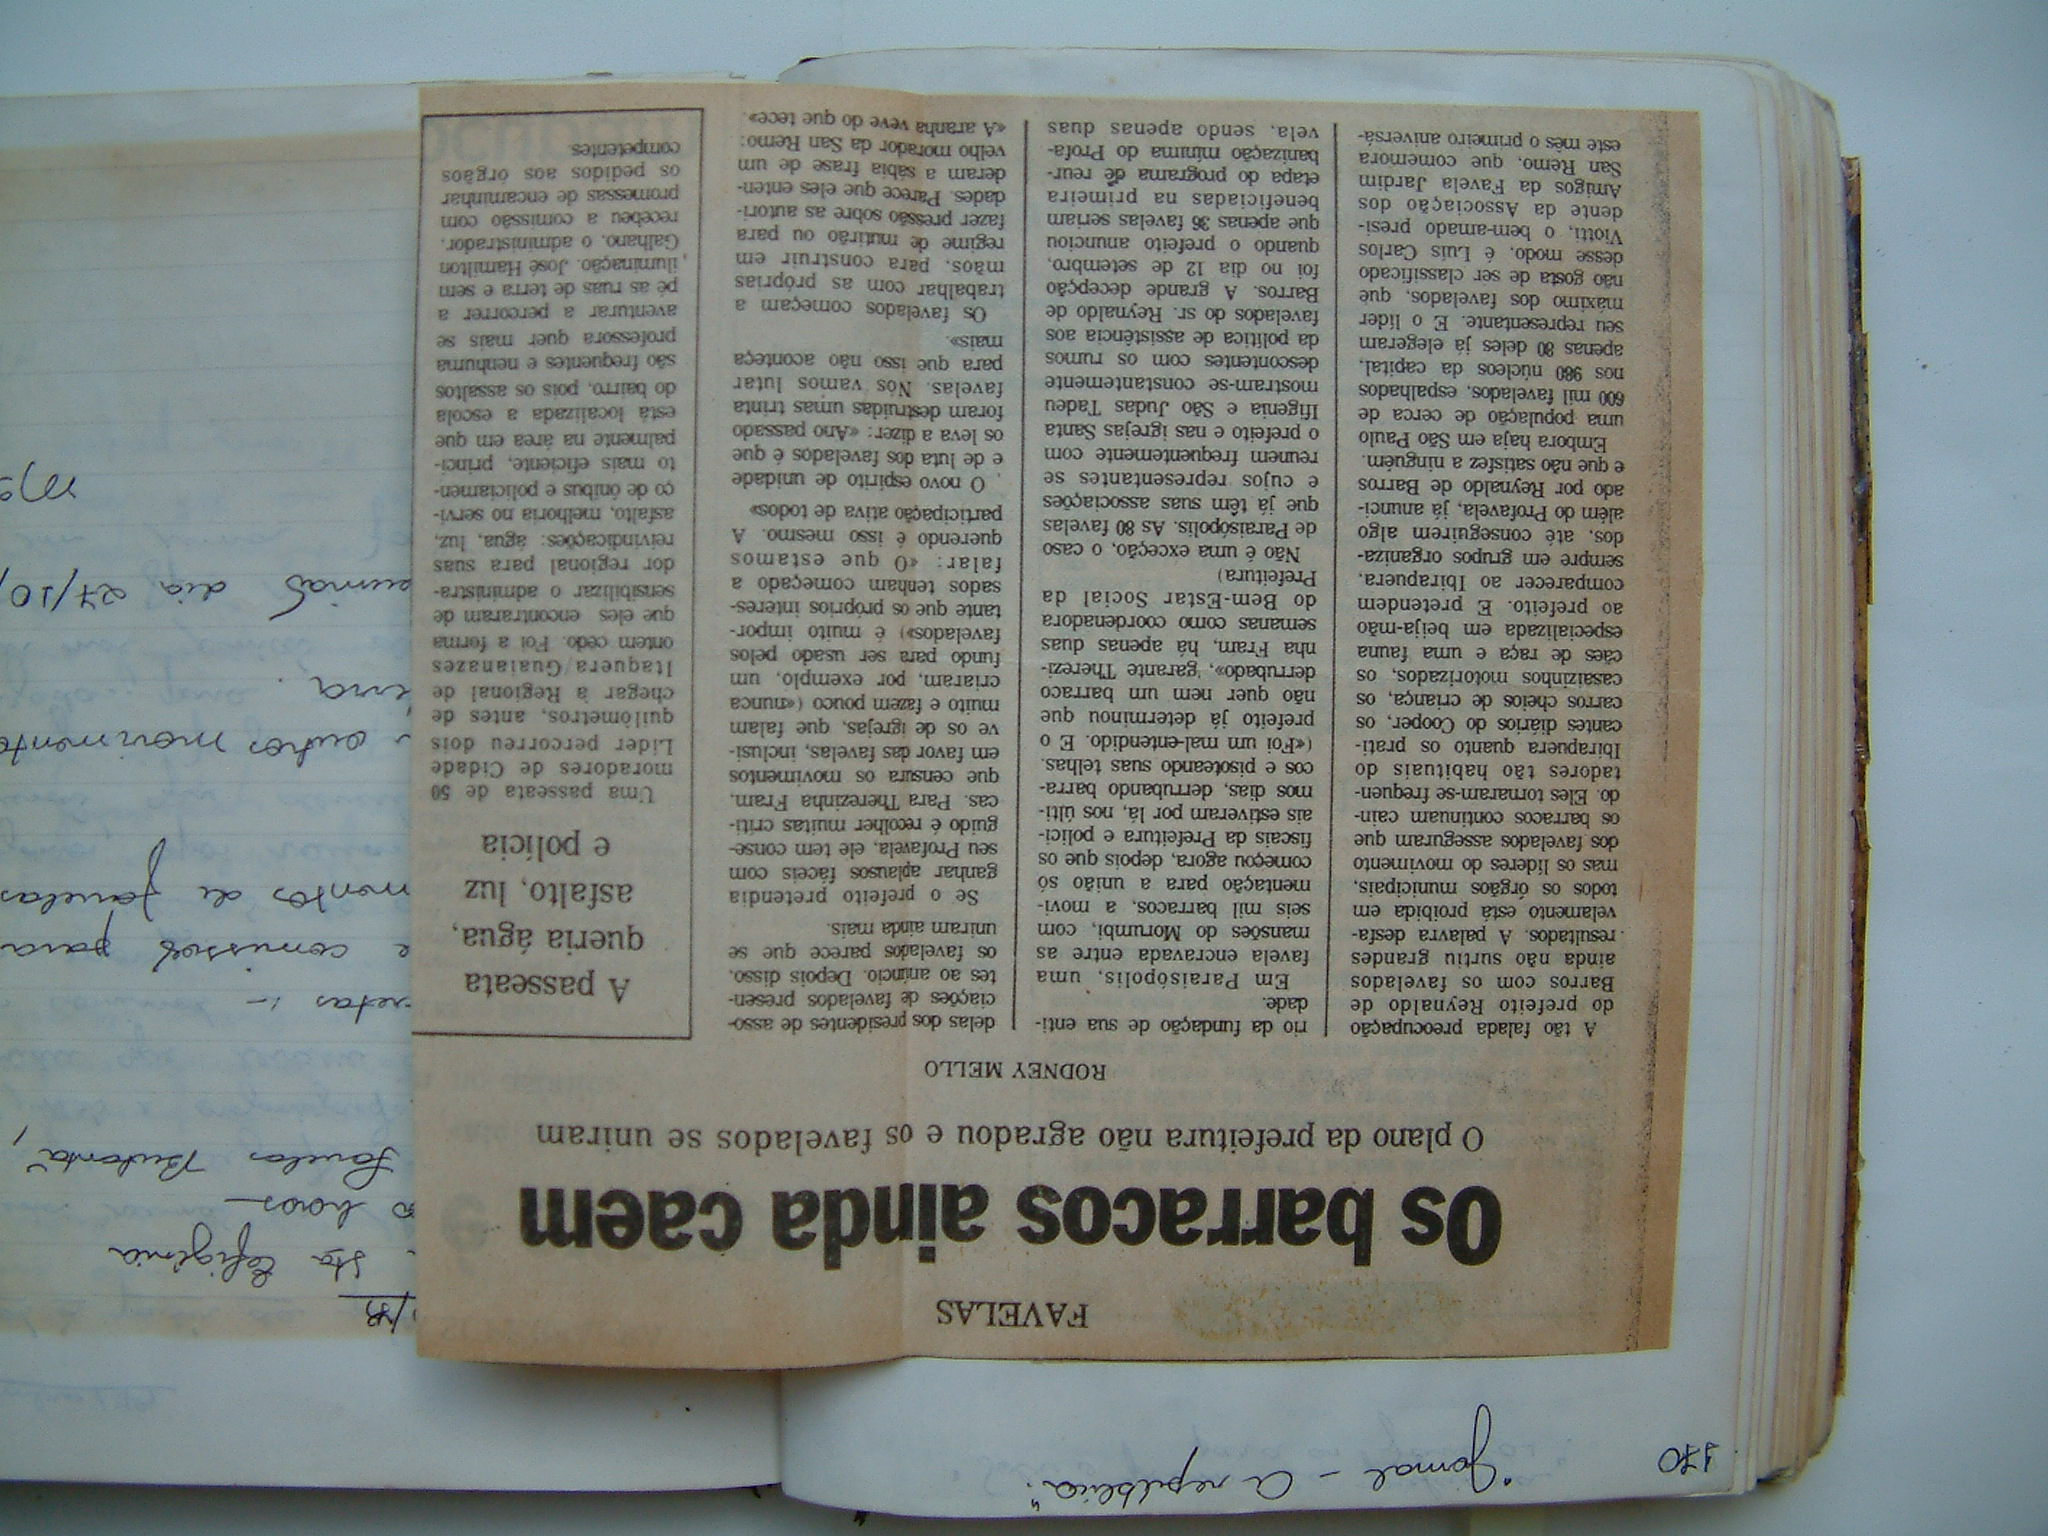 170
"Jornal - A república."
FAVELAS
Os barracos ainda caem
O plano da prefeitura não agradou e os favelados se uniram
RODNEY MELLO
A tão falada preocupação
do prefeito Reynaldo de
Barros com os favelados
ainda não surtiu grandes
resultados. A palavra desfa-
velamento está proibida em
todos os órgãos municipais,
mas os líderes do movimento
dos favelados asseguram que
os barracos continuam cain-
do. Eles tornaram-se frequen-
tadores tão habituais do
Ibirapuera quanto os prati-
cantes diários do Cooper, os
carros cheios de criança, os
casaizinhos motorizados, os
cães de raça e uma fauna
especializada em beija-mão
ao prefeito. E pretendem
comparecer ao Ibirapuera,
sempre em grupos organiza-
dos, até conseguirem algo
além do Profavela, já anunci-
ado por Reynaldo de Barros
e que não satisfez a ninguém.
Embora haja em São Paulo
uma população de cerca de
600 mil favelados, espalhados
nos 980 núcleos da capital,
apenas 80 deles já elegeram
seu representante. E o líder
máximo dos favelados, que
não gosta de ser classificado
desse modo, é Luís Carlos
Viotti, o bem-amado presi-
dente da Associação dos
Amigos da Favela Jardim
San Remo, que comemora
este mês o primeiro aniversá-
rio da fundação de sua enti-
dade.
Em Paraisópolis, uma
favela encravada entre as
mansões do Morumbi, com
seis mil barracos, a movi-
mentação para a união só
começou agora, depois que os
fiscais da Prefeitura e polici-
ais estiveram por lá, nos últi-
mos dias, derrubando barra-
cos e pisoteando suas telhas.
(«Foi um mal-entendido. E o
prefeito já determinou que
não quer nem um barraco
derrubado», garante Therezi-
nha Fram, há apenas duas
semanas como coordenadora
do Bem-Estar Social da
Prefeitura)
Não é uma exceção, o caso
de Paraisópolis. As 80 favelas
que já têm suas associações
e cujos representantes se
reunem frequentemente com
o prefeito e nas igrejas Santa
Ifigenia e São Judas Tadeu
mostram-se constantemente
descontentes com os rumos
da política de assistência aos
favelados do sr. Reynaldo de
Barros. A grande decepção
foi no dia 12 de setembro,
quando o prefeito anunciou
que apenas 36 favelas seriam
beneficiadas na primeira
etapa do programa de reur-
banização mínima do Profa-
vela, sendo apenas duas
delas dos presidentes de asso-
ciações de favelados presen-
tes ao anúncio. Depois disso,
os favelados parece que se
uniram ainda mais.
Se o prefeito pretendia
ganhar aplausos fáceis com
seu Profavela, ele tem conse-
guido é recolher muitas críti-
cas. Para Therezinha Fram,
que censura os movimentos
em favor das favelas, inclusi-
ve os de igrejas, que falam
muito e fazem pouco («nunca
criaram, por exemplo, um
fundo para ser usado pelos
favelados») é muito impor-
tante que os próprios interes-
sados tenham começado a
falar: «O que estamos
querendo é isso mesmo. A
participação ativa de todos»
O novo espírito de unidade
e de luta dos favelados é que
os leva a dizer: «Ano passado
foram destruídas umas trinta
favelas. Nós vamos lutar
para que isso não aconteça
mais».
Os favelados começam a
trabalhar com as próprias
mãos, para construir em
regime de mutirão ou para
fazer pressão sobre as autori-
dades. Parece que eles enten-
deram a sábia frase de um
velho morador da San Remo:
«A aranha veve do que tece».
A passeata
queria água,
asfalto, luz
e polícia
Uma passeata de 50
moradores de Cidade
Líder percorreu dois
quilômetros, antes de
chegar à Regional de
Itaquera/Guaianazes
ontem cedo. Foi a forma
que eles encontraram de
sensibilizar o administra-
dor regional para suas
reivindicações: água, luz,
asfalto, melhoria no servi-
ço de ônibus e policiamen-
to mais eficiente, princi-
palmente na área em que
está localizada a escola
do bairro, pois os assaltos
são frequentes e nenhuma
professora quer mais se
aventurar a percorrer a
pé as ruas de terra e sem
iluminação. José Hamilton
Galhano, o administrador,
recebeu a comissão com
promessas de encaminhar
os pedidos aos órgãos
competentes
Sta Efigênia
horas
Favelas Butantã,
e comissões para
de favelas
outros movimento
dia 27/10/